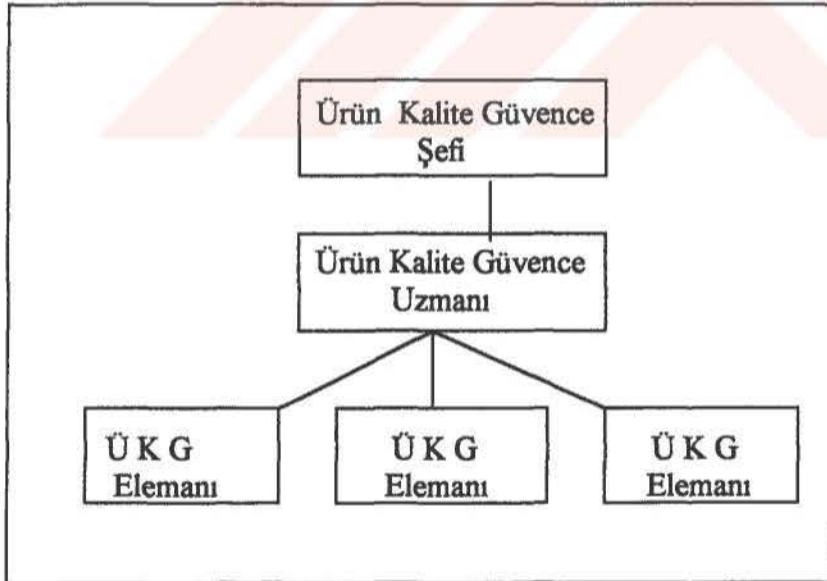 Ürün Kalite Güvence
Şefi
Ürün Kalite Güvence
Uzmanı
Ü K G
Elemanı
Ü K G
Elemanı
Ü K G
Elemanı